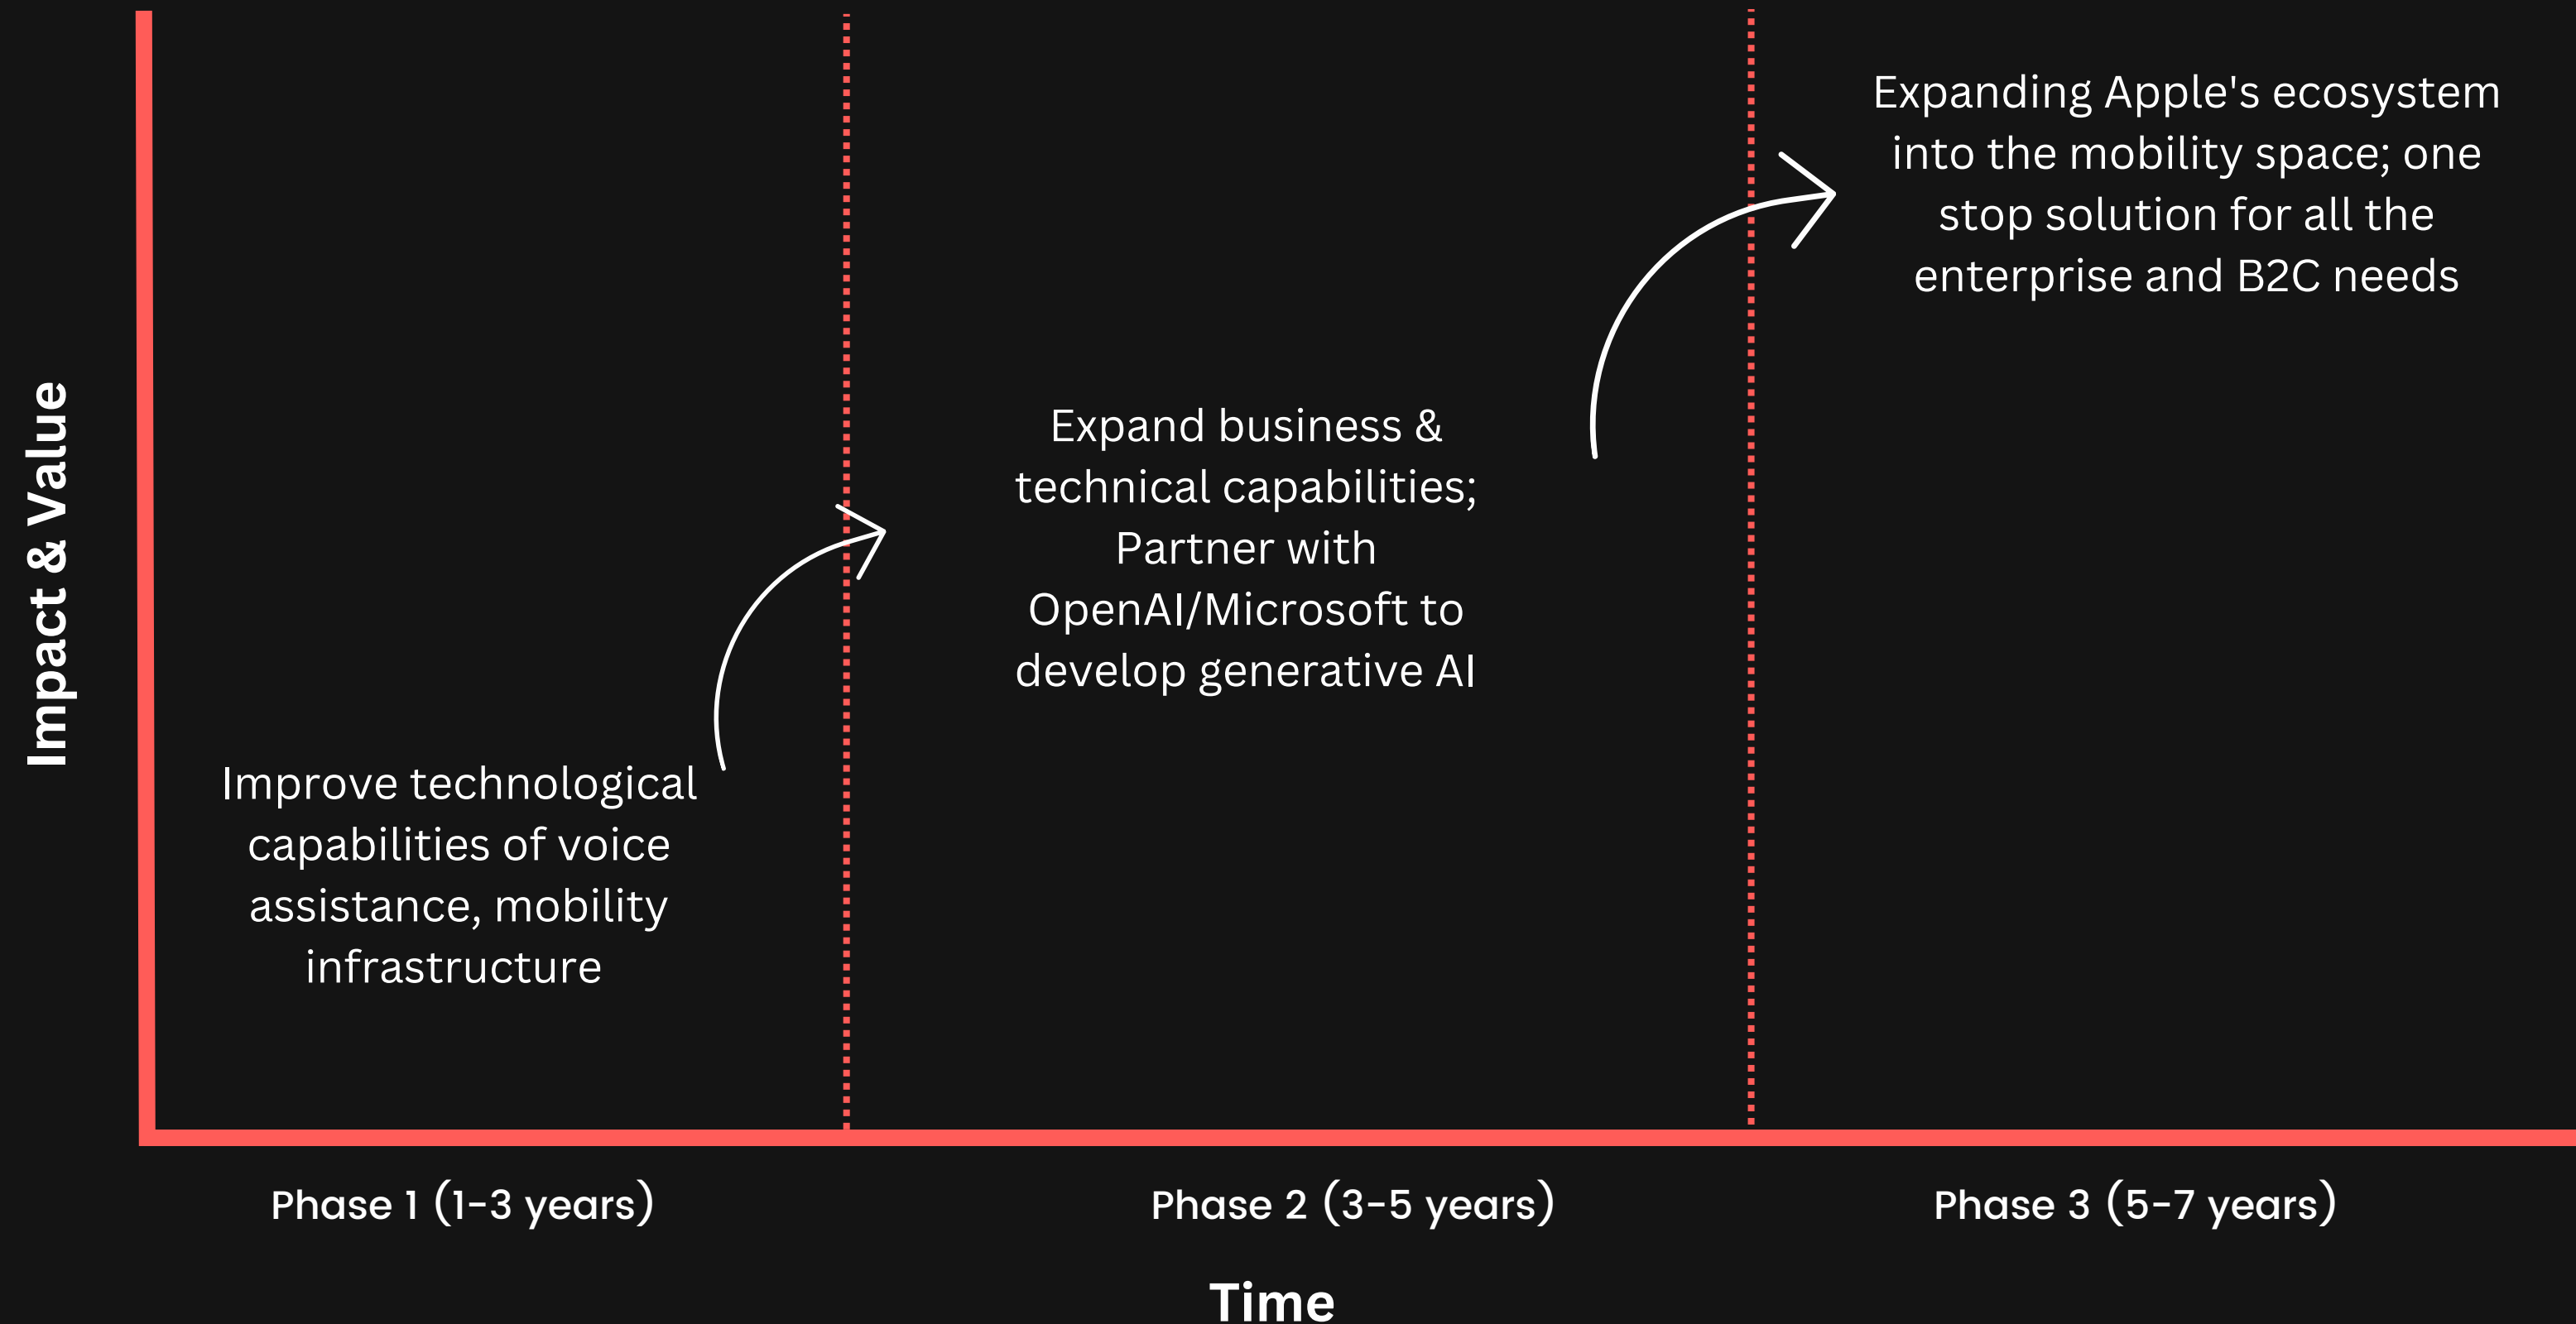 Impact & Value
Expanding Apple's ecosystem
into the mobility space; one
stop solution for all the
enterprise and B2C needs
Expand business &
technical capabilities;
Partner with
OpenAI/Microsoft to
develop generative AI
Improve technological
capabilities of voice
assistance, mobility
infrastructure
Phase 1 (1-3 years)
Phase 2 (3-5 years)
Phase 3 (5-7 years)
Time